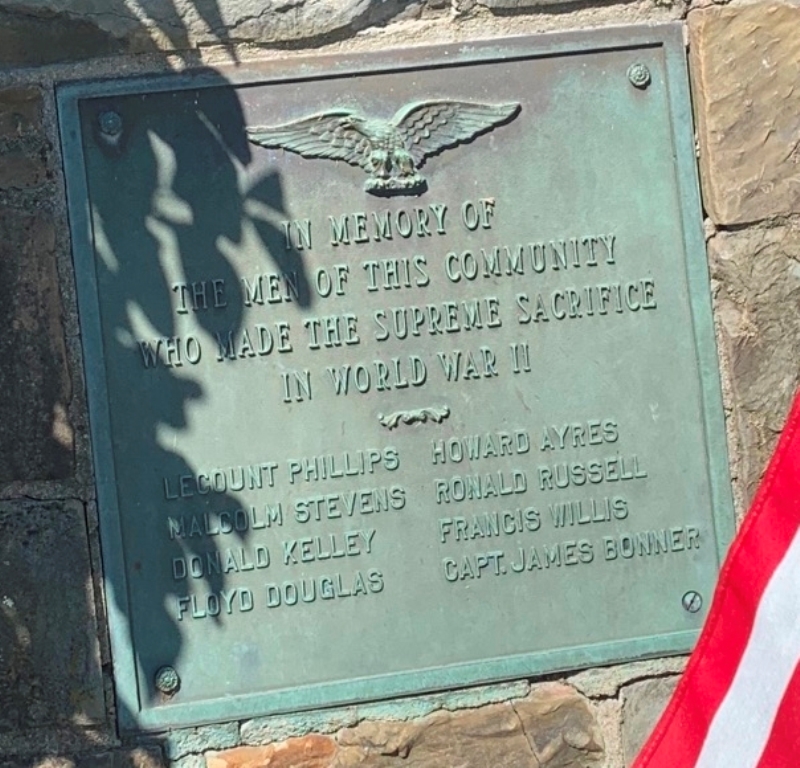 IN MEMORY OF
THE MEN OF THIS COMMUNITY
WHO MADE THE SUPREME SACRIFICE
IN WORLD WAR II
LECOUNT PHILLIPS
MALCOLM STEVENS
DONALD KELLEY
FLOYD DOUGLAS
HOWARD AYRES
RONALD RUSSELL
FRANCIS WILLIS
CAPT. JAMES BONNER